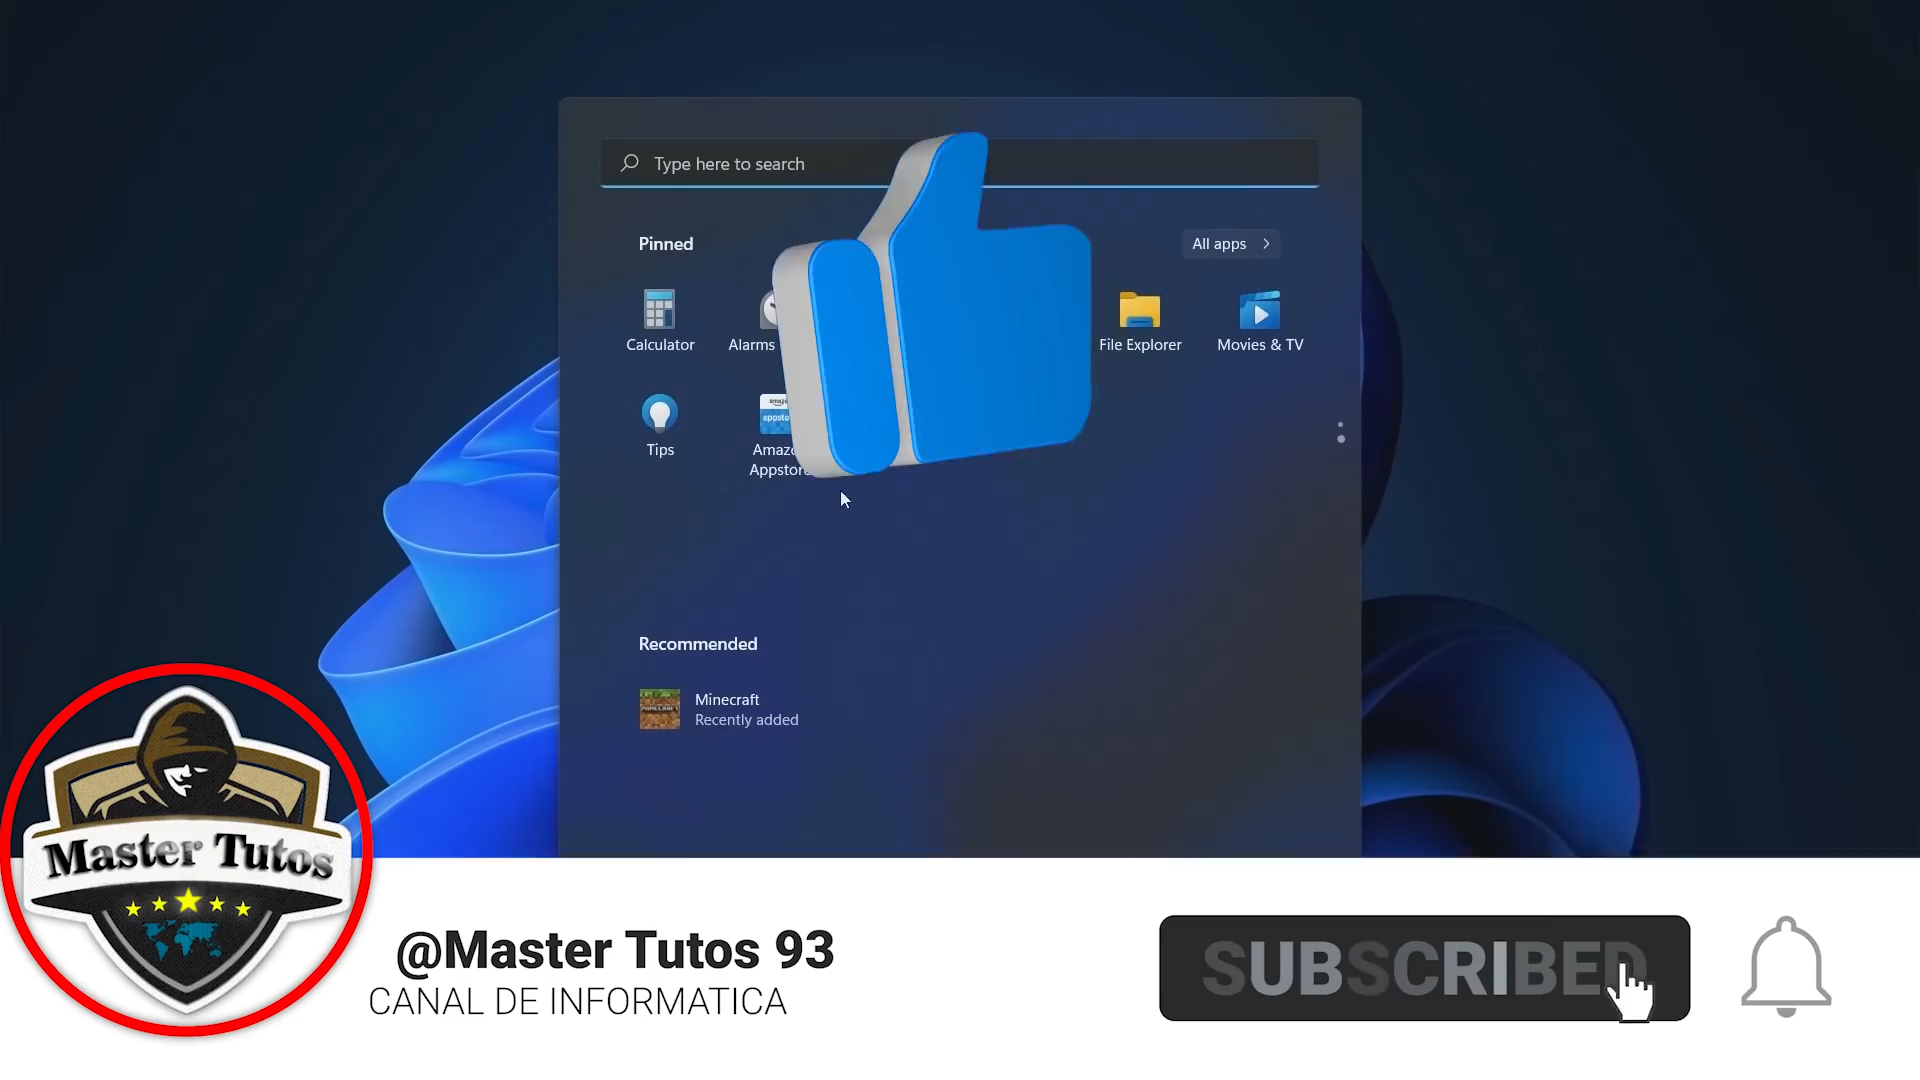 Type here to search
Pinned
All apps
Calculator
Alarms
File Explorer
Movies & TV
Tips
Appstore
Recommended
Minecraft
Recently added
Master Tutos
@Master Tutos 93
CANAL DE INFORMATICA
SUBSCRIBED